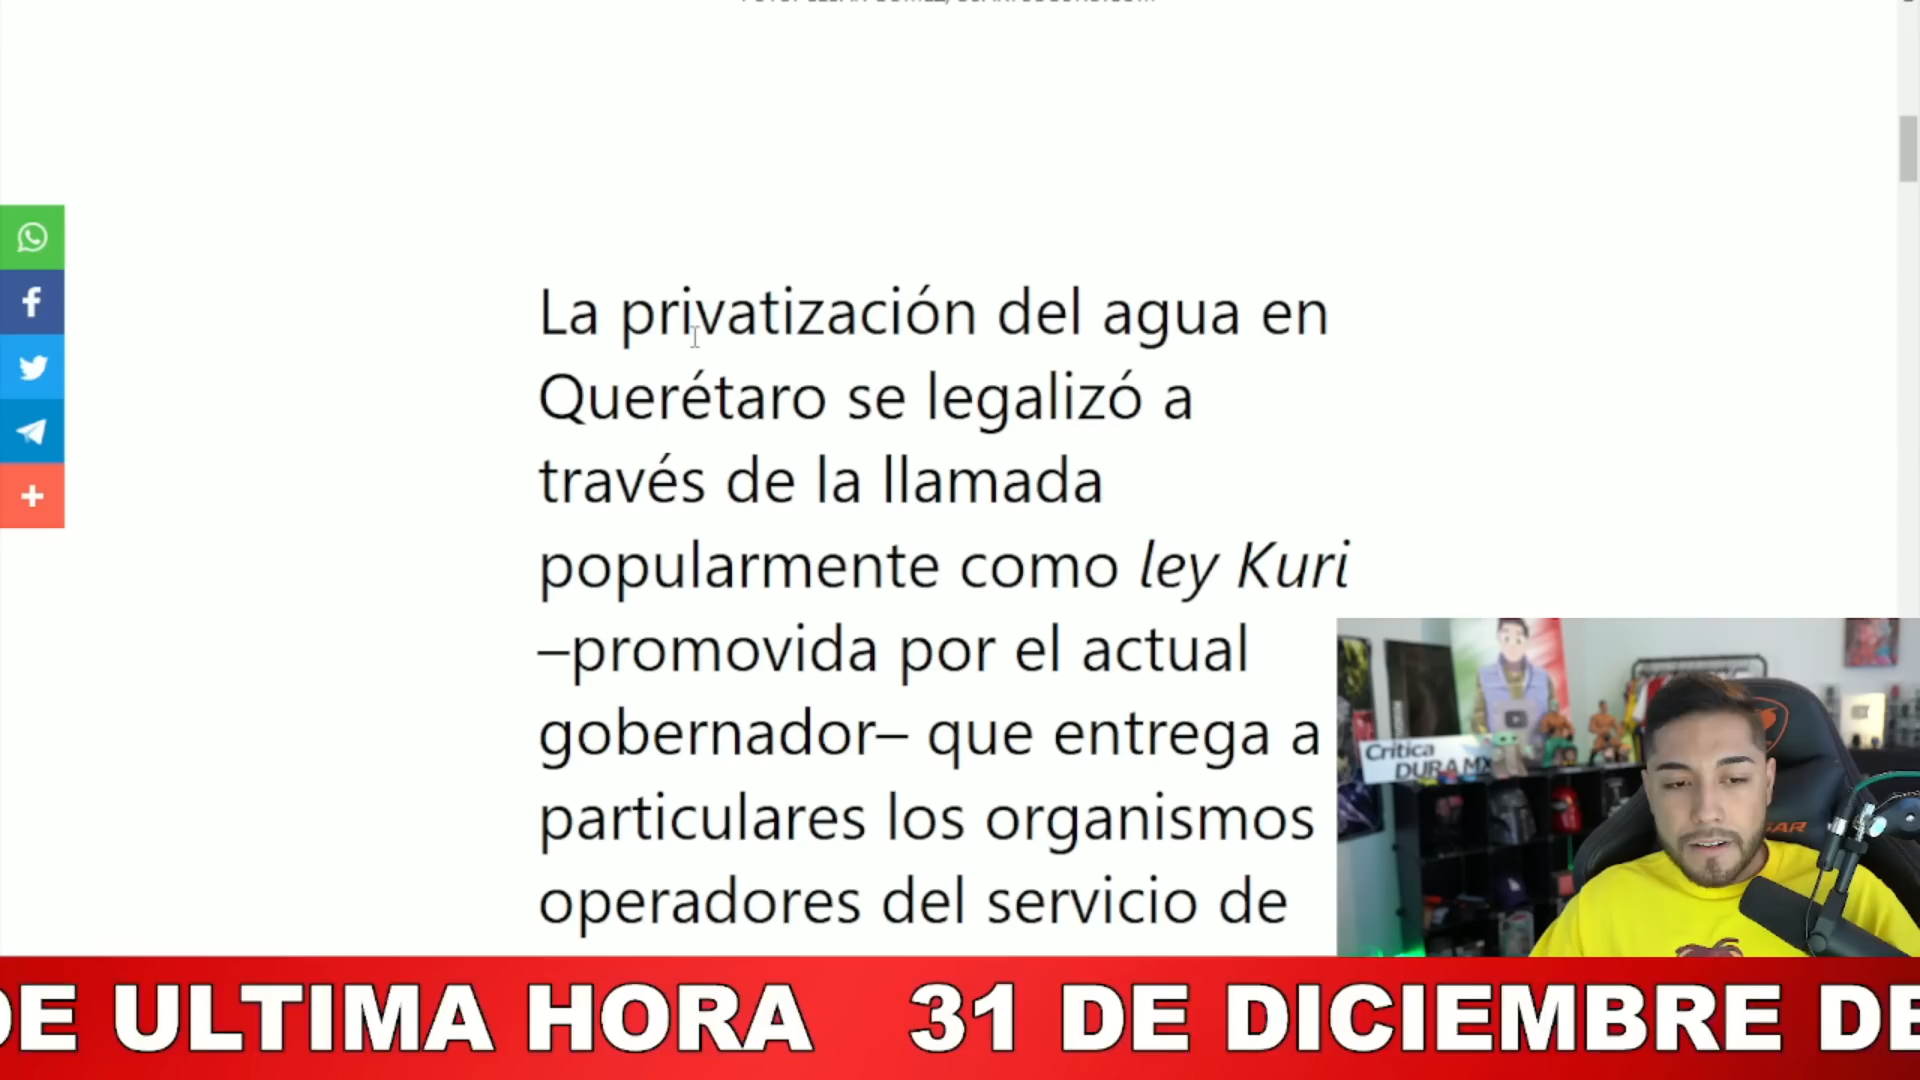 La privatización del agua en
Querétaro se legalizó a
través de la llamada
popularmente como ley Kuri
–promovida por el actual
gobernador– que entrega a
particulares los organismos
operadores del servicio de
Crítica
DURA MX
DE ULTIMA HORA 31 DE DICIEMBRE DE